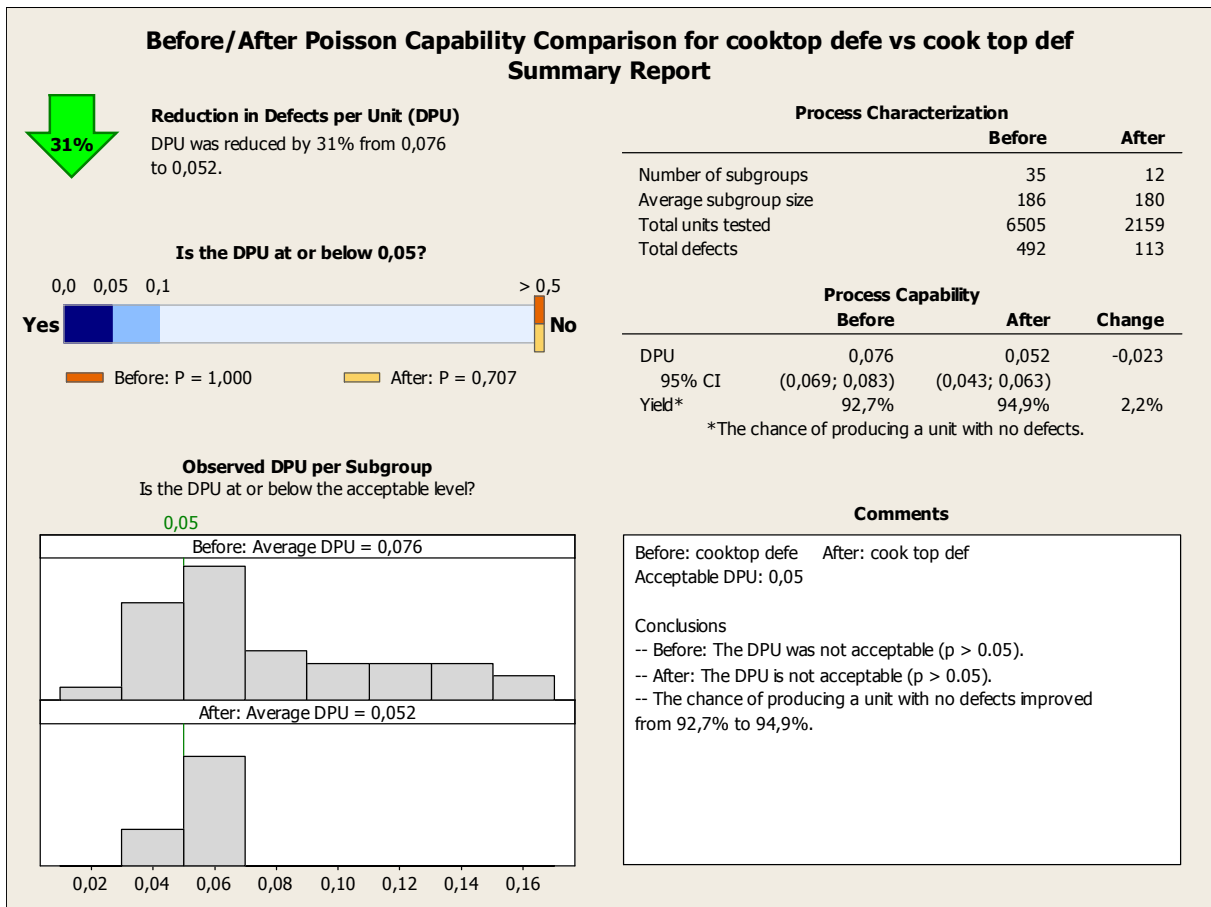 Before/After Poisson Capability Comparison for cooktop defe vs cook top def
Summary Report
31%
Reduction in Defects per Unit (DPU)
DPU was reduced by 31% from 0,076
to 0,052.
Is the DPU at or below 0,05?
0,0 0,05 0,1 > 0,5
Yes No
Before: P = 1,000 After: P = 0,707
Process Characterization
Before After
Number of subgroups 35 12
Average subgroup size 186 180
Total units tested 6505 2159
Total defects 492 113
Process Capability
Before After Change
DPU 0,076 0,052 -0,023
95% CI (0,069; 0,083) (0,043; 0,063)
Yield* 92,7% 94,9% 2,2%
*The chance of producing a unit with no defects.
Observed DPU per Subgroup
Is the DPU at or below the acceptable level?
0,05
Before: Average DPU = 0,076
After: Average DPU = 0,052
0,02 0,04 0,06 0,08 0,10 0,12 0,14 0,16
Comments
Before: cooktop defe After: cook top def
Acceptable DPU: 0,05
Conclusions
-- Before: The DPU was not acceptable (p > 0.05).
-- After: The DPU is not acceptable (p > 0.05).
-- The chance of producing a unit with no defects improved
from 92,7% to 94,9%.